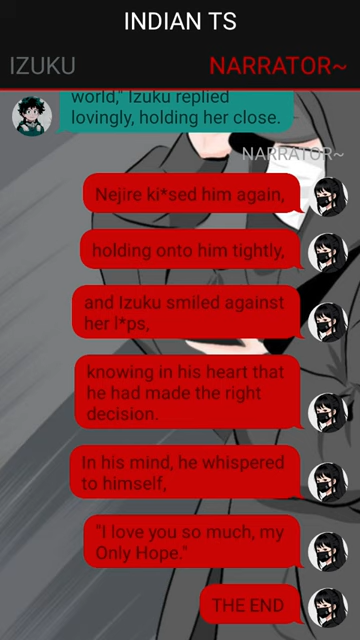 INDIAN TS
IZUKU
NARRATOR~
world," Izuku replied
lovingly, holding her close.
NARRATOR~
Nejire ki*sed him again,
holding onto him tightly,
and Izuku smiled against
her l*ps,
knowing in his heart that
he had made the right
decision.
In his mind, he whispered
to himself,
"I love you so much, my
Only Hope."
THE END